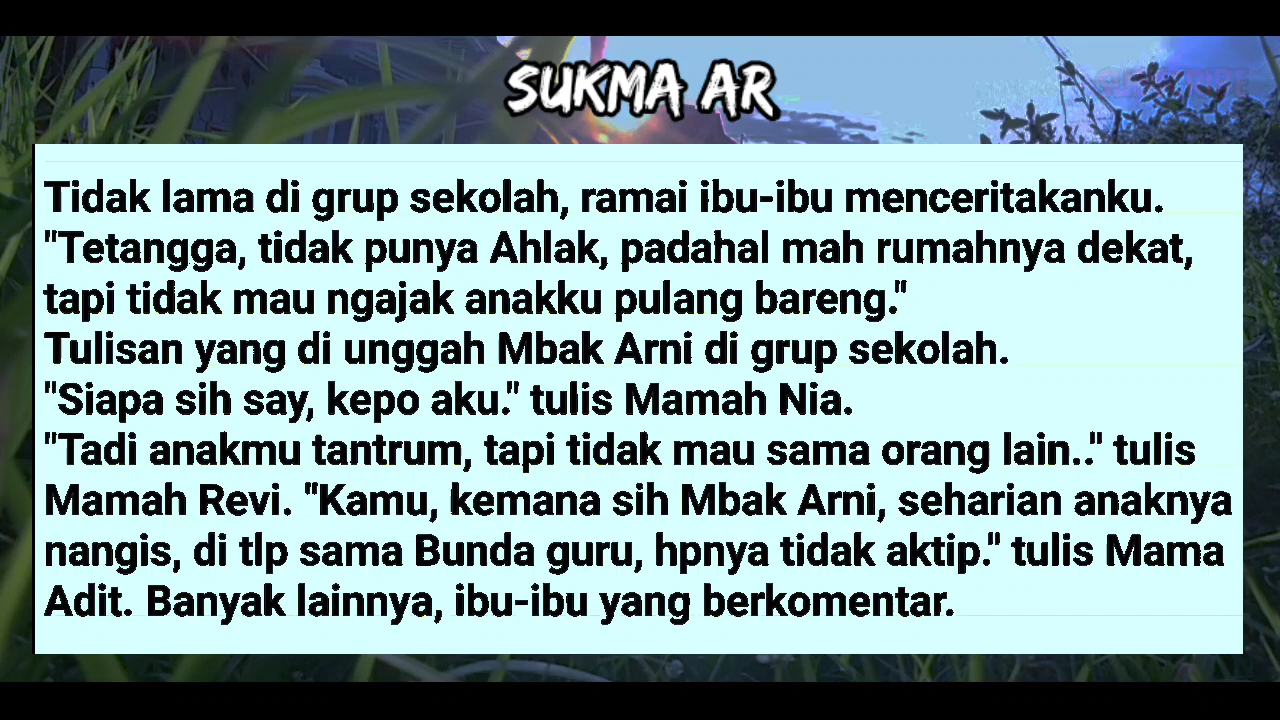 SUKMA AR
Tidak lama di grup sekolah, ramai ibu-ibu menceritakanku.
"Tetangga, tidak punya Ahlak, padahal mah rumahnya dekat,
tapi tidak mau ngajak anakku pulang bareng."
Tulisan yang di unggah Mbak Arni di grup sekolah.
"Siapa sih say, kepo aku." tulis Mamah Nia.
"Tadi anakmu tantrum, tapi tidak mau sama orang lain.." tulis
Mamah Revi. "Kamu, kemana sih Mbak Arni, seharian anaknya
nangis, di tlp sama Bunda guru, hpnya tidak aktip." tulis Mama
Adit. Banyak lainnya, ibu-ibu yang berkomentar.